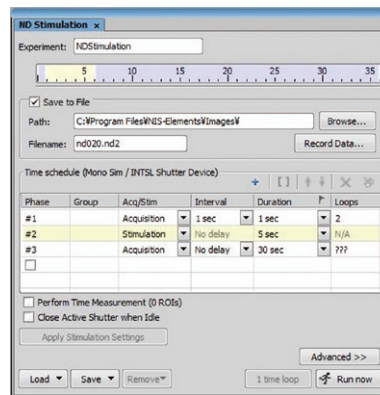 ND Stimulation x
Experiment: NDStimulation
5 10 15 20 25 30 35
Save to File
Path: C:¥Program Files¥NIS-Elements¥Images¥ Browse...
Filename: nd020.nd2 Record Data...
Time schedule (Mono Sim / INTSL Shutter Device)
Phase Group Acq/Stim Interval Duration Loops
#1 Acquisition 1 sec 1 sec 2
#2 Stimulation No delay 5 sec N/A
#3 Acquisition No delay 30 sec ???
Perform Time Measurement (0 ROIs)
Close Active Shutter when Idle
Apply Stimulation Settings
Advanced >>
Load Save Remove 1 time loop Run now